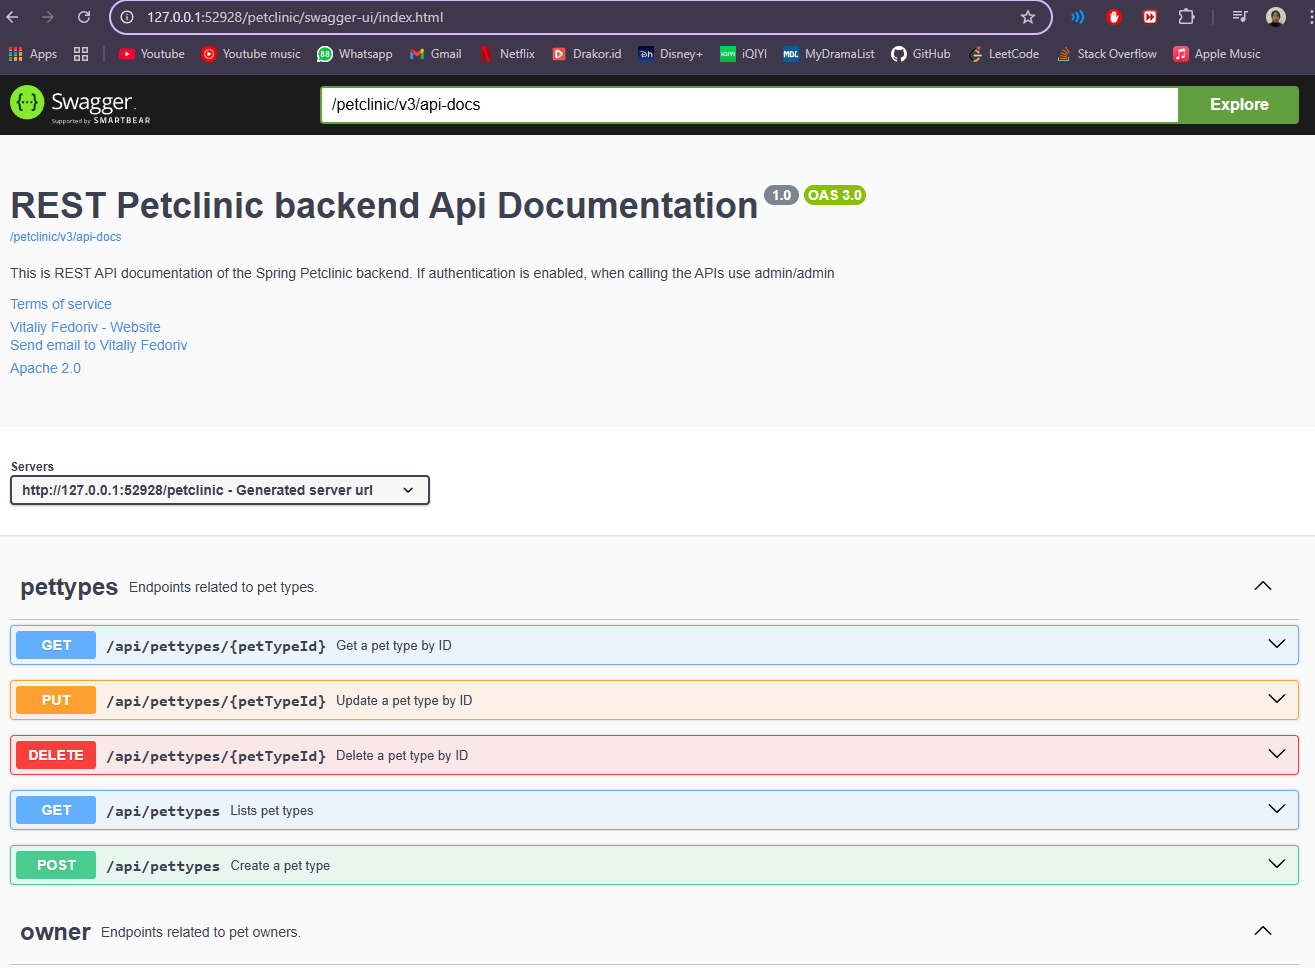 127.0.0.1:52928/petclinic/swagger-ui/index.html
Apps Youtube Youtube music 88 Whatsapp Gmail Netflix Drakor.id Disney+ iQIYI iQIYI MDL MyDramaList GitHub LeetCode Stack Overflow Apple Music
{··} Swagger. /petclinic/v3/api-docs Explore
Supported by SMARTBEAR
REST Petclinic backend Api Documentation 1.0 OAS 3.0
/petclinic/v3/api-docs
This is REST API documentation of the Spring Petclinic backend. If authentication is enabled, when calling the APIs use admin/admin
Terms of service
Vitaliy Fedoriv - Website
Send email to Vitaliy Fedoriv
Apache 2.0
Servers
http://127.0.0.1:52928/petclinic - Generated server url
pettypes Endpoints related to pet types.
GET /api/pettypes/{petTypeId} Get a pet type by ID
PUT /api/pettypes/{petTypeId} Update a pet type by ID
DELETE /api/pettypes/{petTypeId} Delete a pet type by ID
GET /api/pettypes Lists pet types
POST /api/pettypes Create a pet type
owner Endpoints related to pet owners.